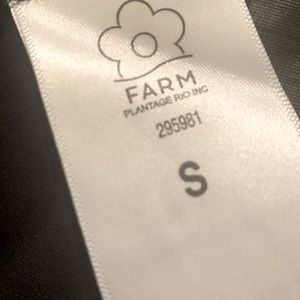 FARM
PLANTAGE RIO INC
295981
S